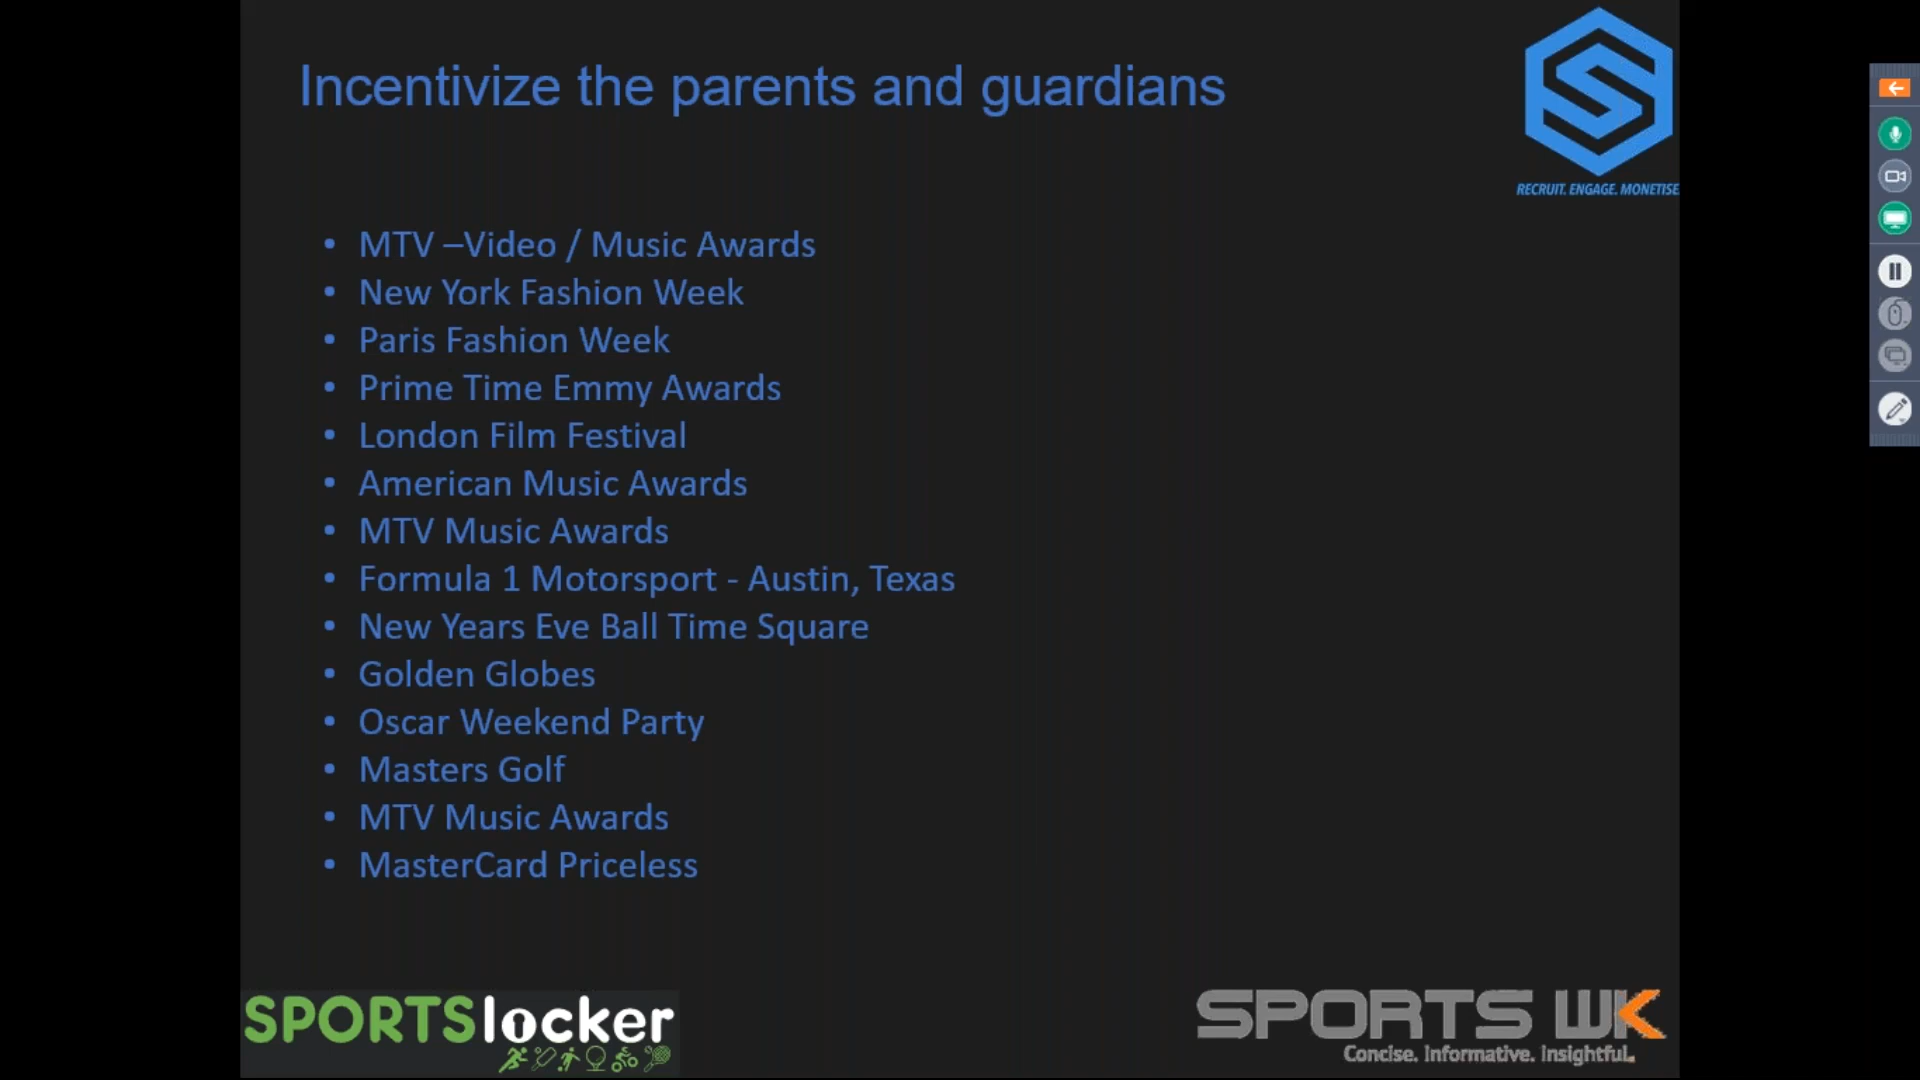 Incentivize the parents and guardians
RECRUIT. ENGAGE. MONETISE
• MTV –Video / Music Awards
• New York Fashion Week
• Paris Fashion Week
• Prime Time Emmy Awards
• London Film Festival
• American Music Awards
• MTV Music Awards
• Formula 1 Motorsport - Austin, Texas
• New Years Eve Ball Time Square
• Golden Globes
• Oscar Weekend Party
• Masters Golf
• MTV Music Awards
• MasterCard Priceless
SPORTSlocker
SPORTS WK
Concise. Informative. Insightful.